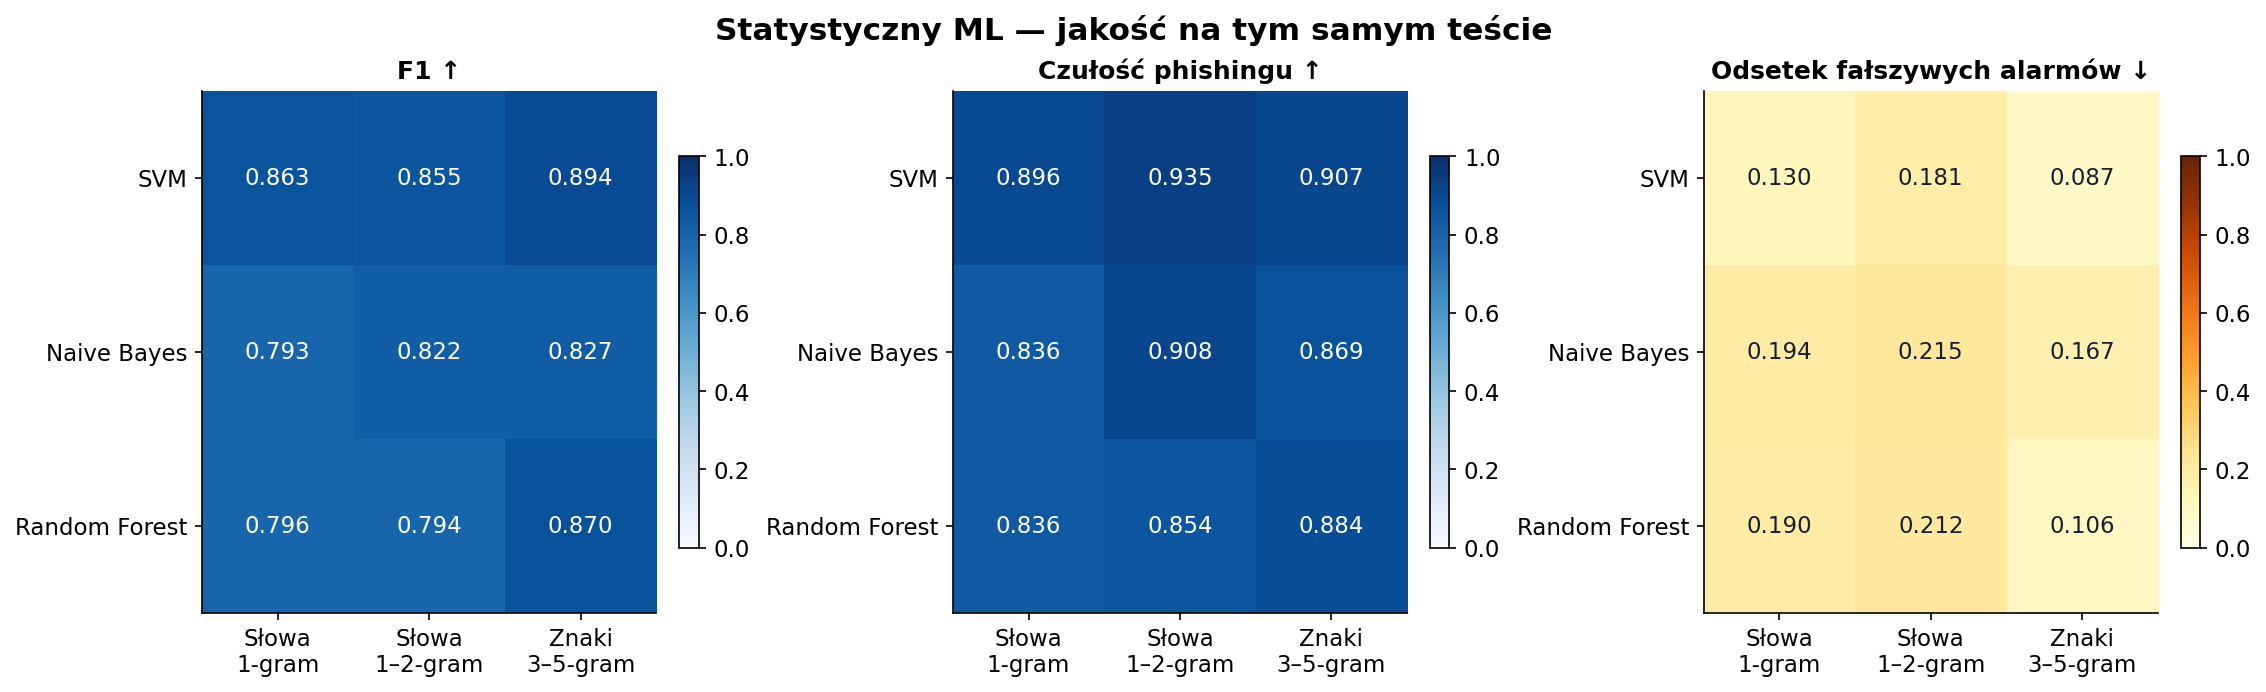 Statystyczny ML — jakość na tym samym teście
F1 ↑
SVM
Naive Bayes
Random Forest
0.863 0.855 0.894
0.793 0.822 0.827
0.796 0.794 0.870
Słowa
1-gram
Słowa
1–2-gram
Znaki
3–5-gram
1.0
0.8
0.6
0.4
0.2
0.0
Czułość phishingu ↑
SVM
Naive Bayes
Random Forest
0.896 0.935 0.907
0.836 0.908 0.869
0.836 0.854 0.884
Słowa
1-gram
Słowa
1–2-gram
Znaki
3–5-gram
1.0
0.8
0.6
0.4
0.2
0.0
Odsetek fałszywych alarmów ↓
SVM
Naive Bayes
Random Forest
0.130 0.181 0.087
0.194 0.215 0.167
0.190 0.212 0.106
Słowa
1-gram
Słowa
1–2-gram
Znaki
3–5-gram
1.0
0.8
0.6
0.4
0.2
0.0